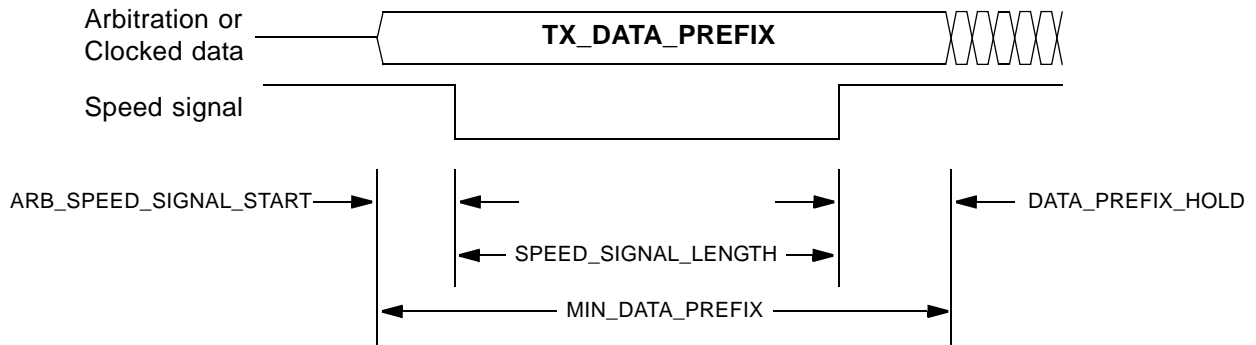 Arbitration or
Clocked data
TX_DATA_PREFIX
Speed signal
ARB_SPEED_SIGNAL_START
DATA_PREFIX_HOLD
SPEED_SIGNAL_LENGTH
MIN_DATA_PREFIX